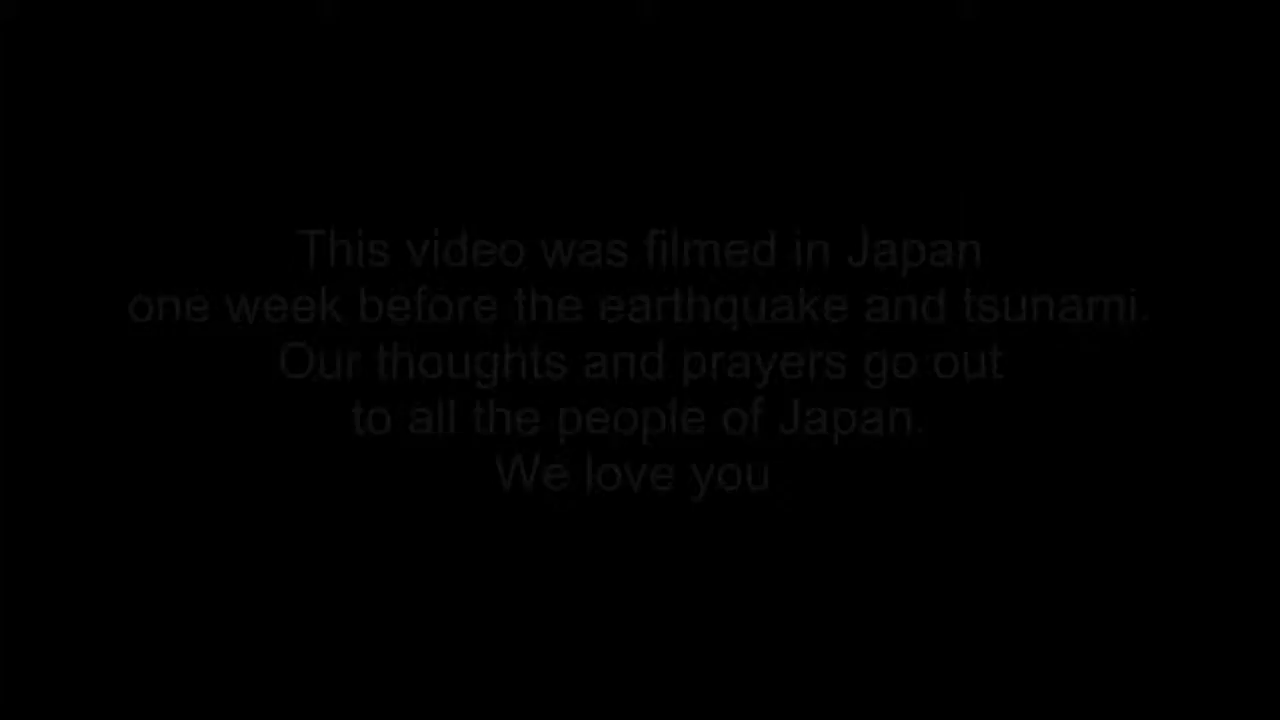 This video was filmed in Japan
one week before the earthquake and tsunami.
Our thoughts and prayers go out
to all the people of Japan.
We love you